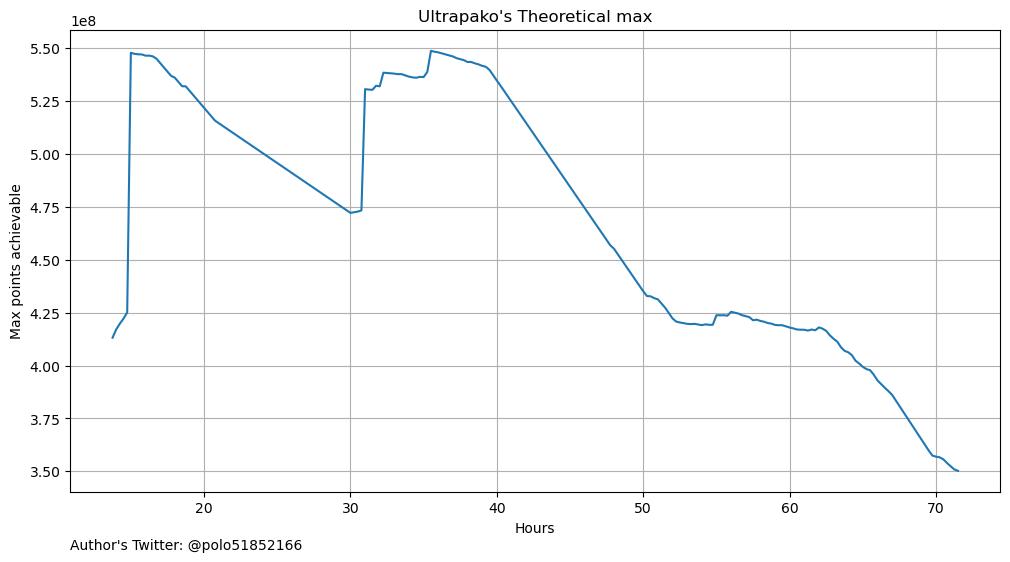 Ultrapako's Theoretical max
1e8
5.50
5.25
5.00
4.75
4.50
4.25
4.00
3.75
3.50
Max points achievable
20 30 40 50 60 70
Hours
Author's Twitter: @polo51852166